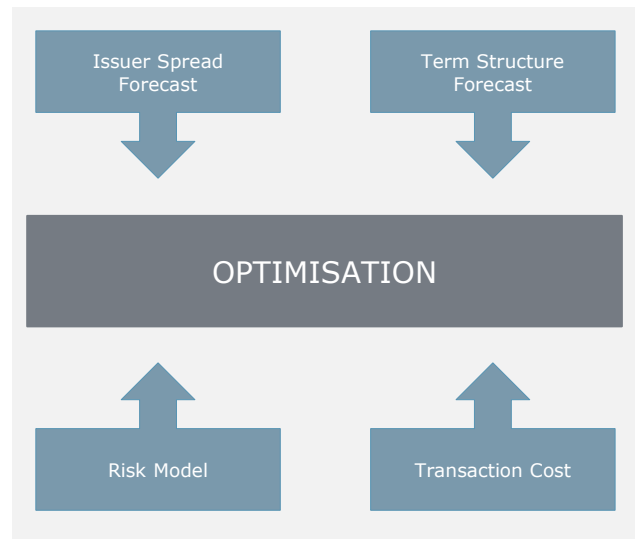 Issuer Spread
Forecast
Term Structure
Forecast
OPTIMISATION
Risk Model
Transaction Cost